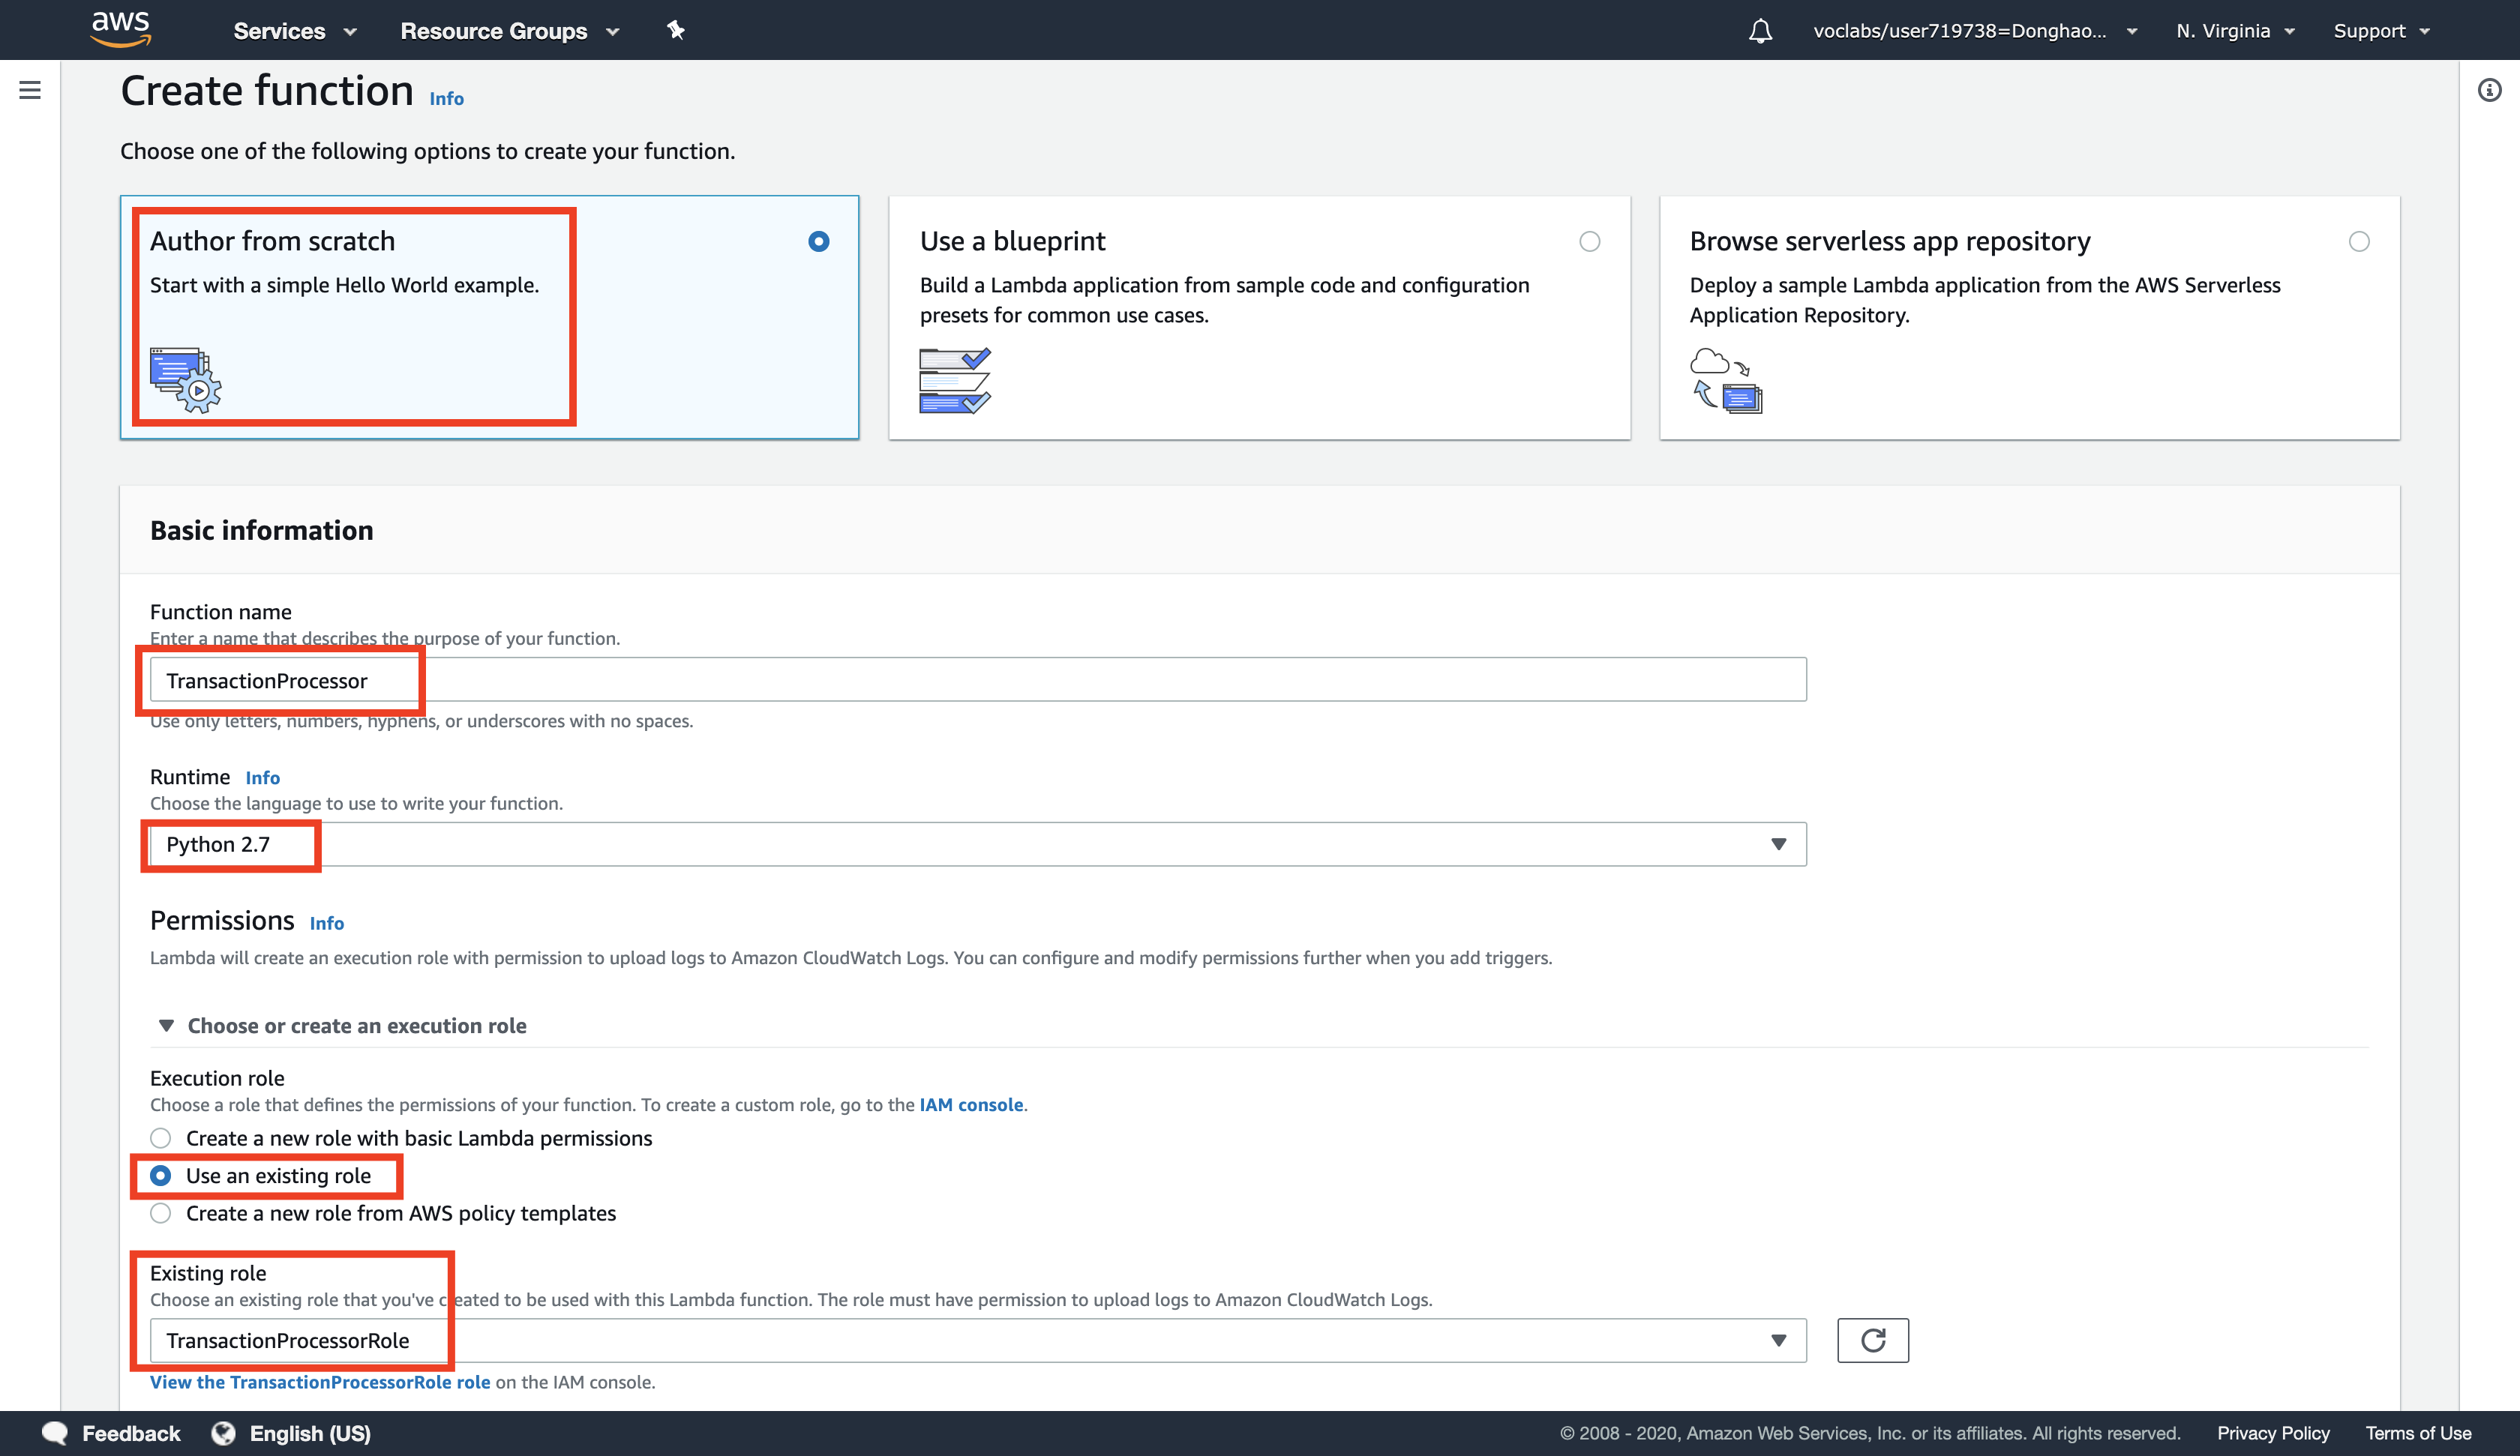 aws Services Resource Groups voclabs/user719738=Donghao... N. Virginia Support
Create function Info
Choose one of the following options to create your function.
Author from scratch
Start with a simple Hello World example.
Use a blueprint
Build a Lambda application from sample code and configuration
presets for common use cases.
Browse serverless app repository
Deploy a sample Lambda application from the AWS Serverless
Application Repository.
Basic information
Function name
Enter a name that describes the purpose of your function.
TransactionProcessor
Use only letters, numbers, hyphens, or underscores with no spaces.
Runtime Info
Choose the language to use to write your function.
Python 2.7
Permissions Info
Lambda will create an execution role with permission to upload logs to Amazon CloudWatch Logs. You can configure and modify permissions further when you add triggers.
Choose or create an execution role
Execution role
Choose a role that defines the permissions of your function. To create a custom role, go to the IAM console.
Create a new role with basic Lambda permissions
Use an existing role
Create a new role from AWS policy templates
Existing role
Choose an existing role that you've created to be used with this Lambda function. The role must have permission to upload logs to Amazon CloudWatch Logs.
TransactionProcessorRole
View the TransactionProcessorRole role on the IAM console.
Feedback English (US) © 2008 - 2020, Amazon Web Services, Inc. or its affiliates. All rights reserved. Privacy Policy Terms of Use